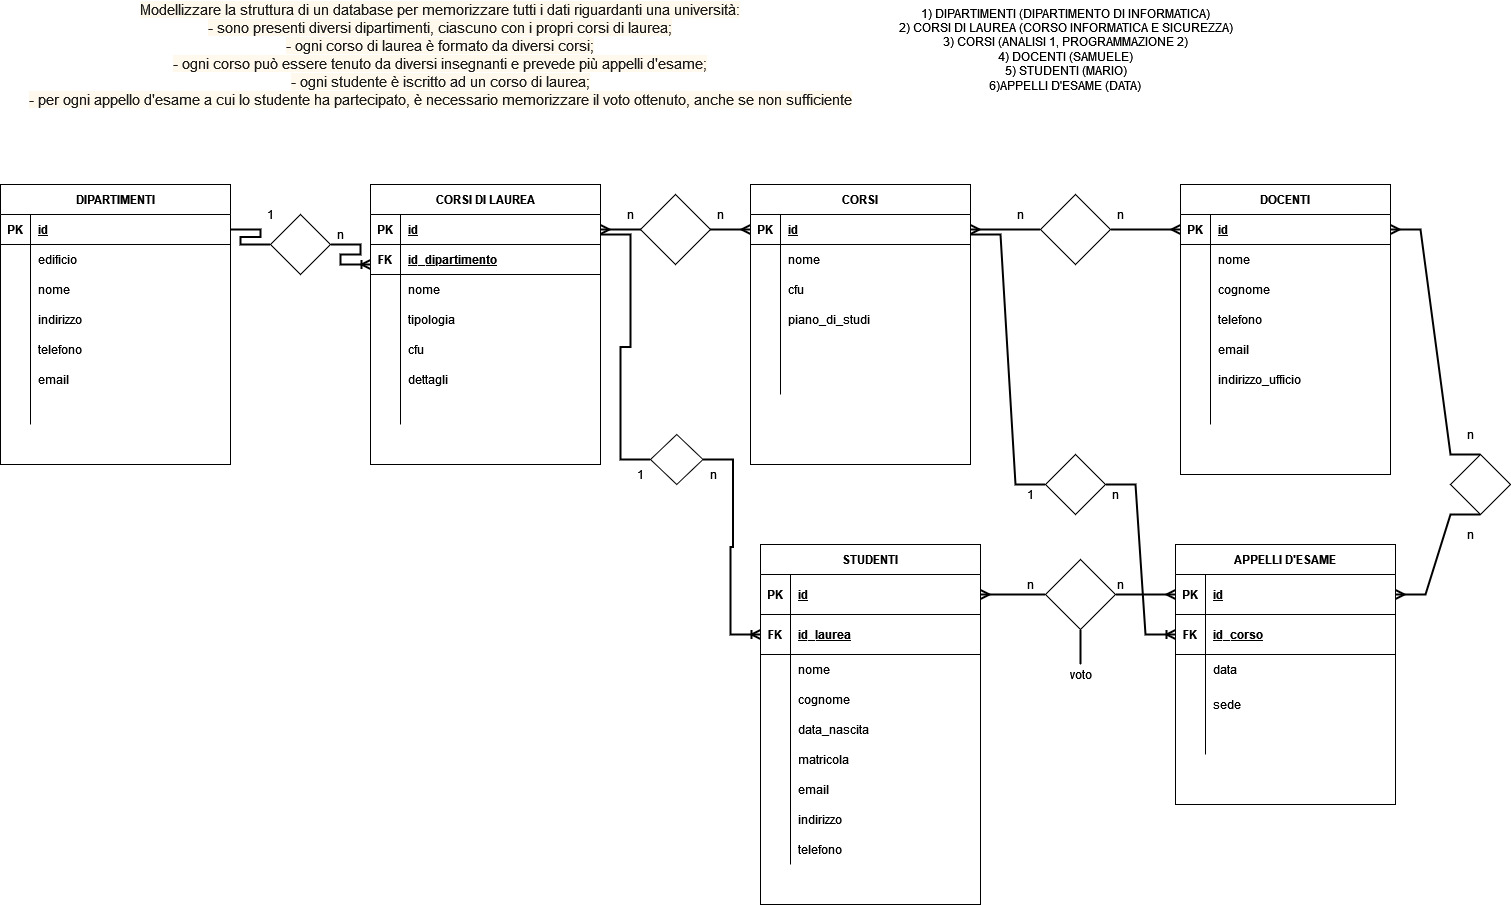 Modellizzare la struttura di un database per memorizzare tutti i dati riguardanti una università:
- sono presenti diversi dipartimenti, ciascuno con i propri corsi di laurea;
- ogni corso di laurea è formato da diversi corsi;
- ogni corso può essere tenuto da diversi insegnanti e prevede più appelli d'esame;
- ogni studente è iscritto ad un corso di laurea;
- per ogni appello d'esame a cui lo studente ha partecipato, è necessario memorizzare il voto ottenuto, anche se non sufficiente
1) DIPARTIMENTI (DIPARTIMENTO DI INFORMATICA)
2) CORSI DI LAUREA (CORSO INFORMATICA E SICUREZZA)
3) CORSI (ANALISI 1, PROGRAMMAZIONE 2)
4) DOCENTI (SAMUELE)
5) STUDENTI (MARIO)
6)APPELLI D'ESAME (DATA)
DIPARTIMENTI
PK id
edificio
nome
indirizzo
telefono
email
1
n
CORSI DI LAUREA
PK id
FK id_dipartimento
nome
tipologia
cfu
dettagli
n
n
CORSI
PK id
nome
cfu
piano_di_studi
n
n
DOCENTI
PK id
nome
cognome
telefono
email
indirizzo_ufficio
n
n
1
n
1
n
STUDENTI
PK id
FK id_laurea
nome
cognome
data_nascita
matricola
email
indirizzo
telefono
n
n
voto
APPELLI D'ESAME
PK id
FK id_corso
data
sede